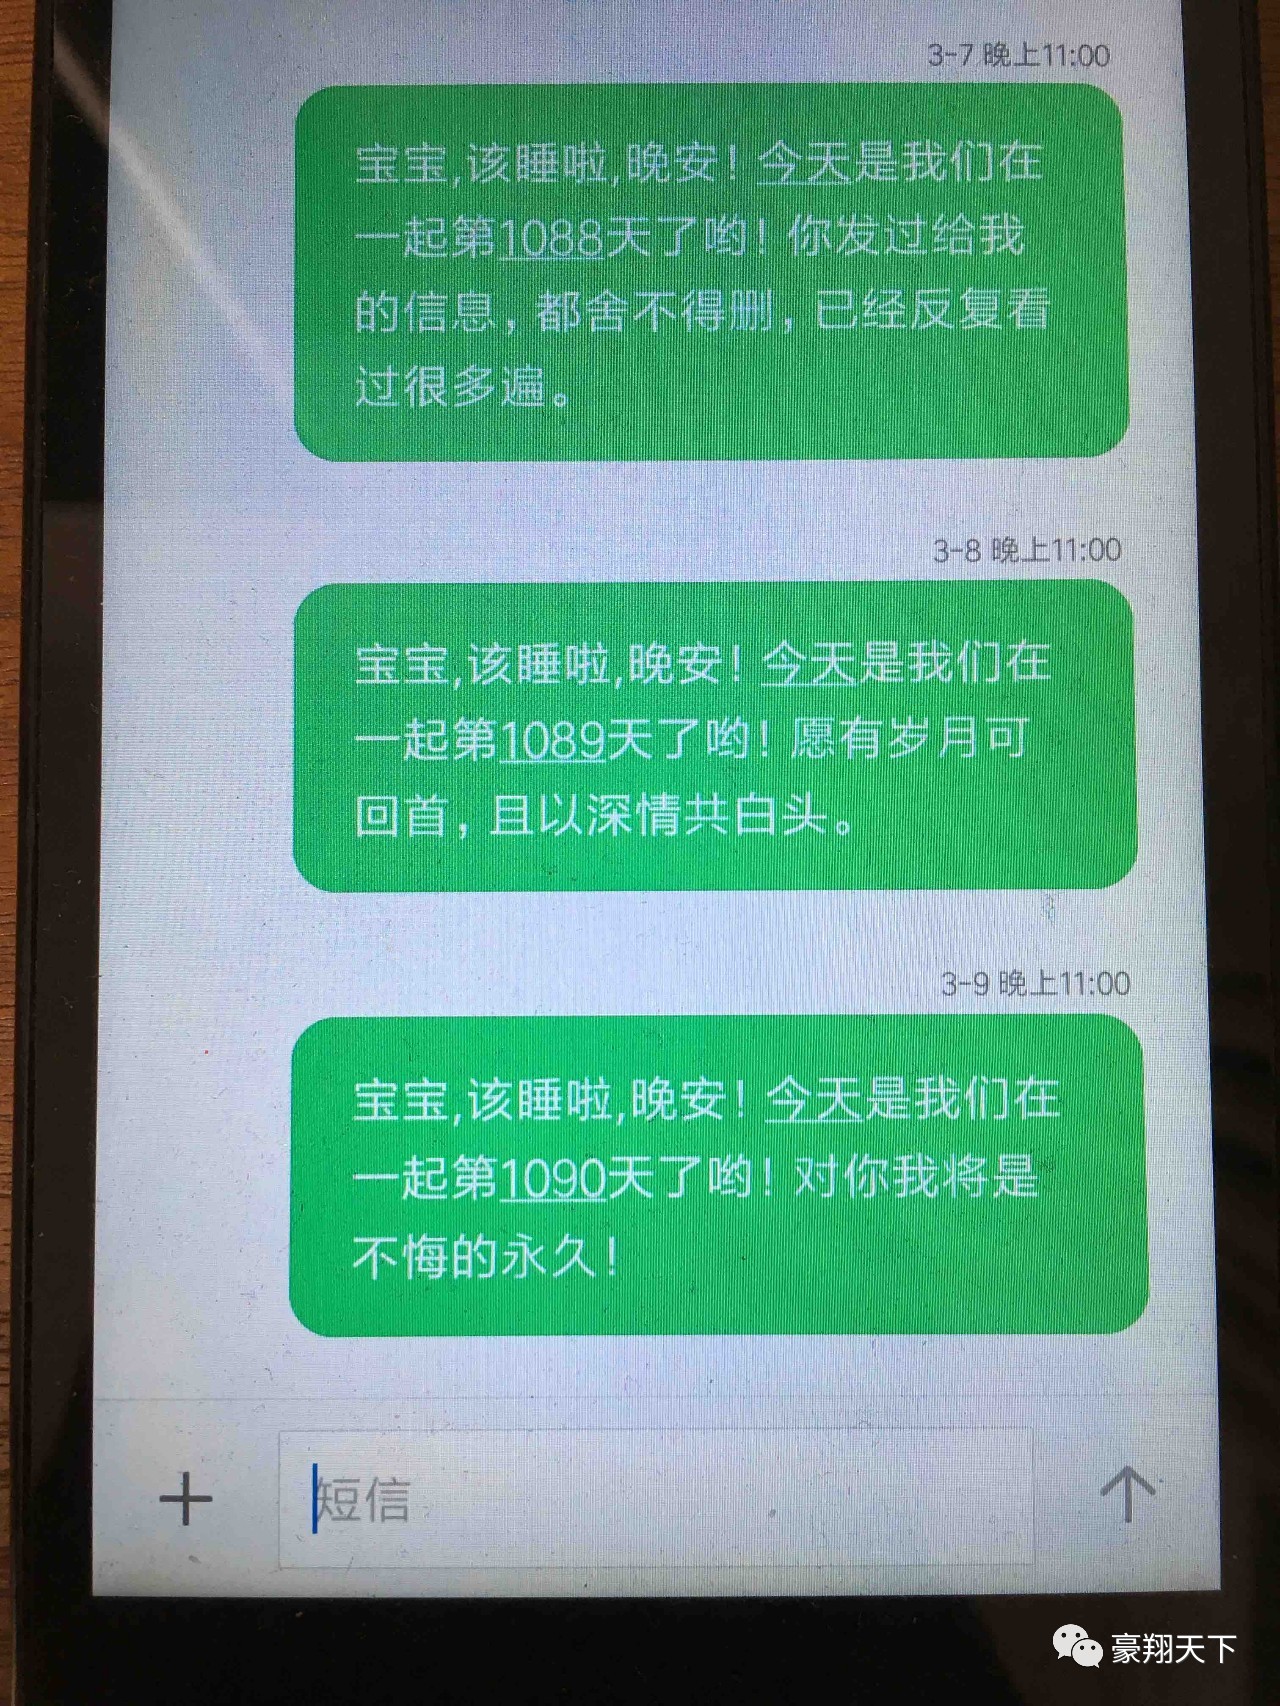 3-7 晚上11:00
宝宝,该睡啦,晚安！今天是我们在
一起第1088天了哟！你发过给我
的信息，都舍不得删，已经反复看
过很多遍。
3-8 晚上11:00
宝宝,该睡啦,晚安！今天是我们在
一起第1089天了哟！愿有岁月可
回首，且以深情共白头。
3-9 晚上11:00
宝宝,该睡啦,晚安！今天是我们在
一起第1090天了哟！对你我将是
不悔的永久！
短信
豪翔天下